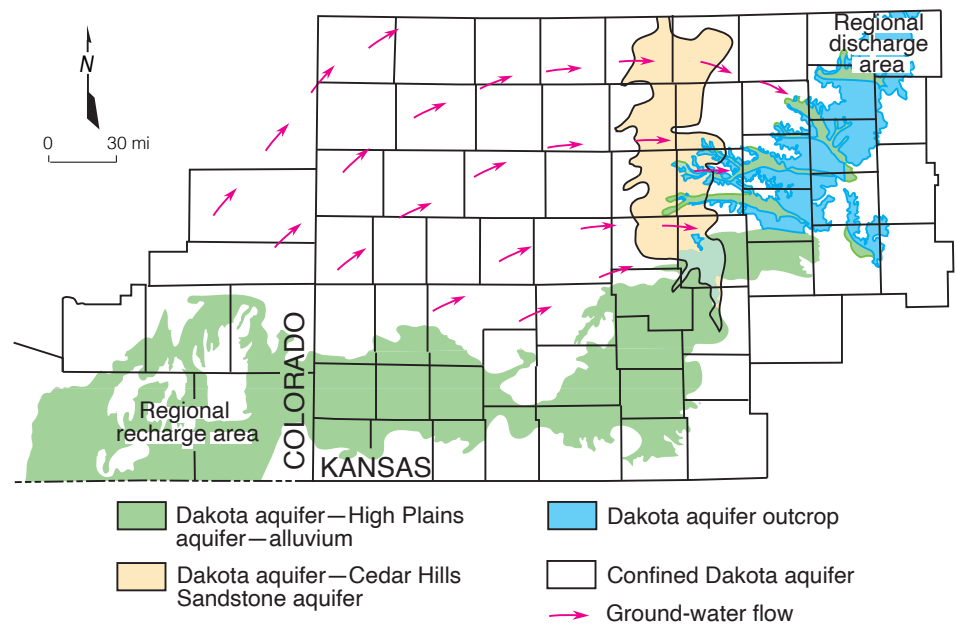 N
0 30 mi
Regional
discharge
area
COLORADO
Regional
recharge area
KANSAS
Dakota aquifer—High Plains
aquifer—alluvium
Dakota aquifer—Cedar Hills
Sandstone aquifer
Dakota aquifer outcrop
Confined Dakota aquifer
Ground-water flow